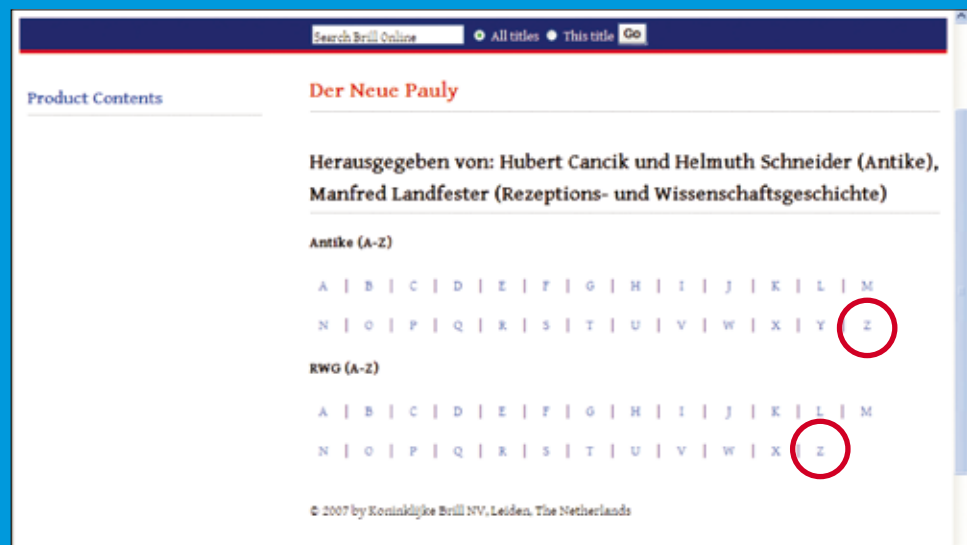 Search Brill Online All titles This title Go
Product Contents
Der Neue Pauly
Herausgegeben von: Hubert Cancik und Helmuth Schneider (Antike),
Manfred Landfester (Rezeptions- und Wissenschaftsgeschichte)
Antike (A-Z)
A | B | C | D | E | F | G | H | I | J | K | L | M
N | O | P | Q | R | S | T | U | V | W | X | Y | Z
RWG (A-Z)
A | B | C | D | E | F | G | H | I | J | K | L | M
N | O | P | Q | R | S | T | U | V | W | X | Z
© 2007 by Koninklijke Brill NV, Leiden, The Netherlands